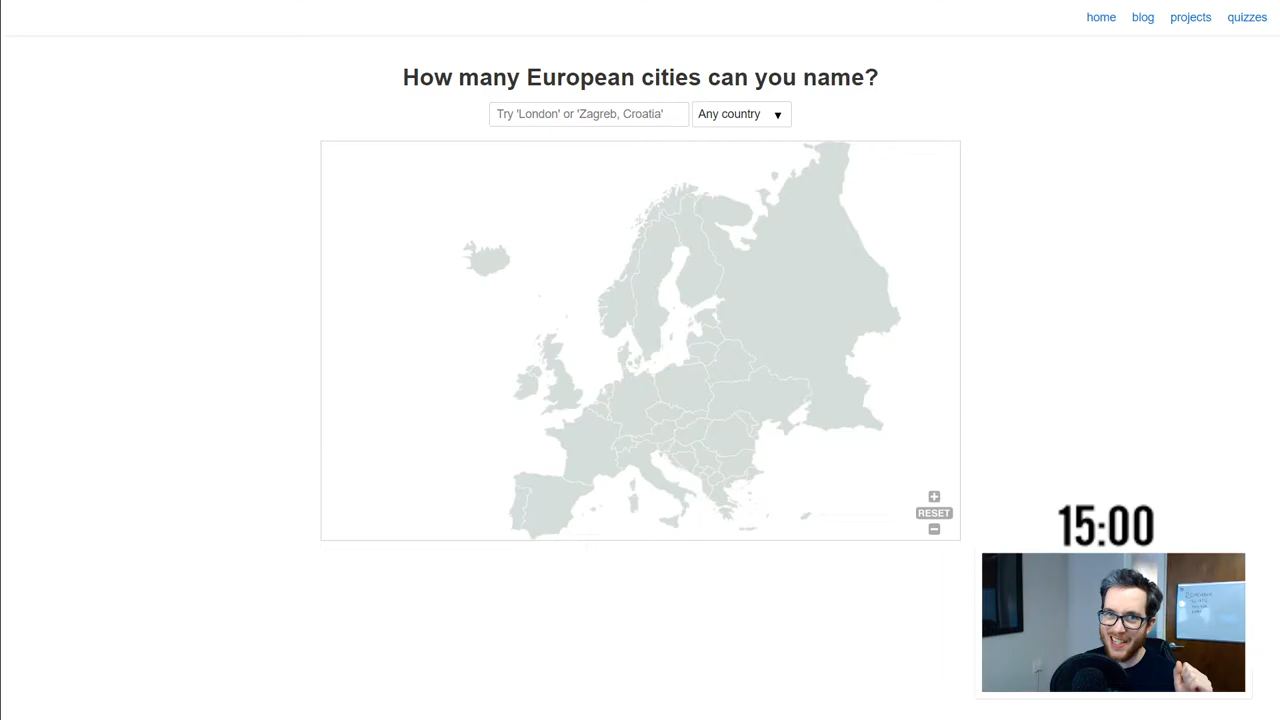 home blog projects quizzes
How many European cities can you name?
Try 'London' or 'Zagreb, Croatia' Any country ▼
+
RESET
−
15:00